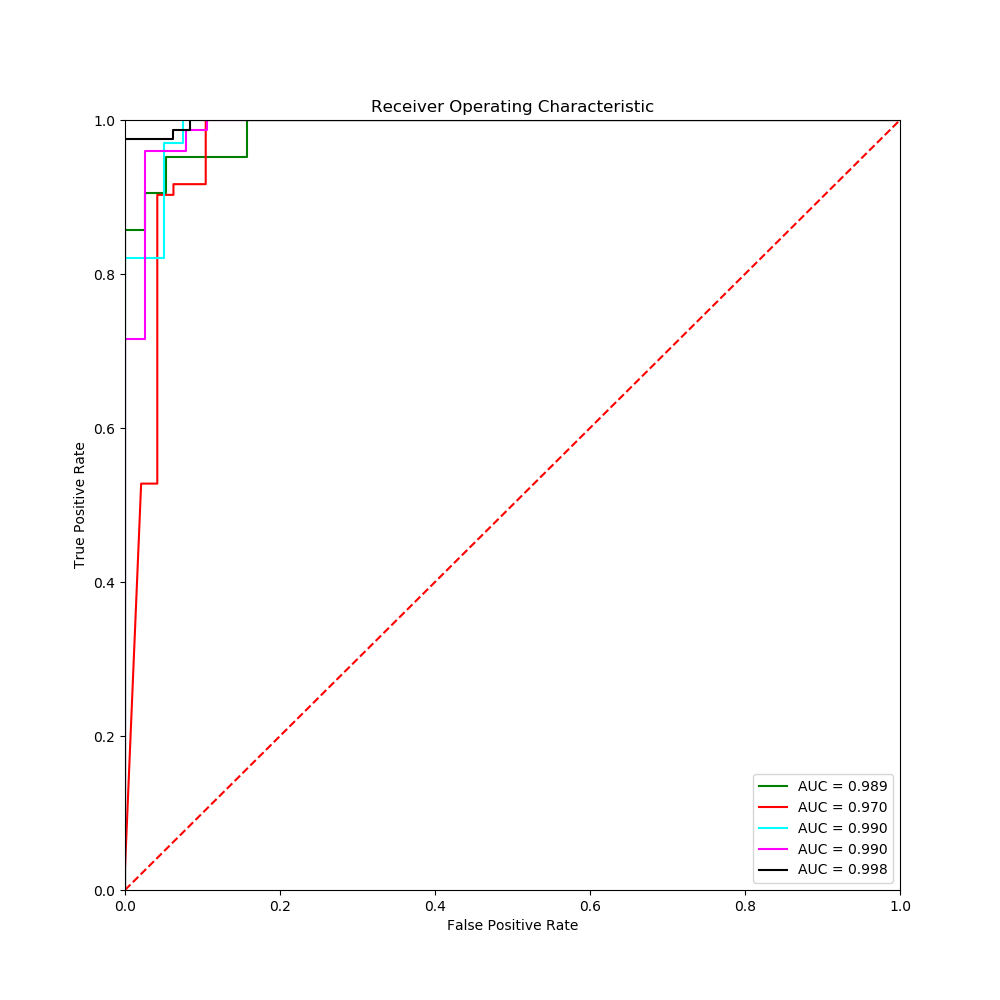 Receiver Operating Characteristic
1.0
0.8
0.6
0.4
0.2
0.0
True Positive Rate
0.0 0.2 0.4 0.6 0.8 1.0
False Positive Rate
AUC = 0.989
AUC = 0.970
AUC = 0.990
AUC = 0.990
AUC = 0.998